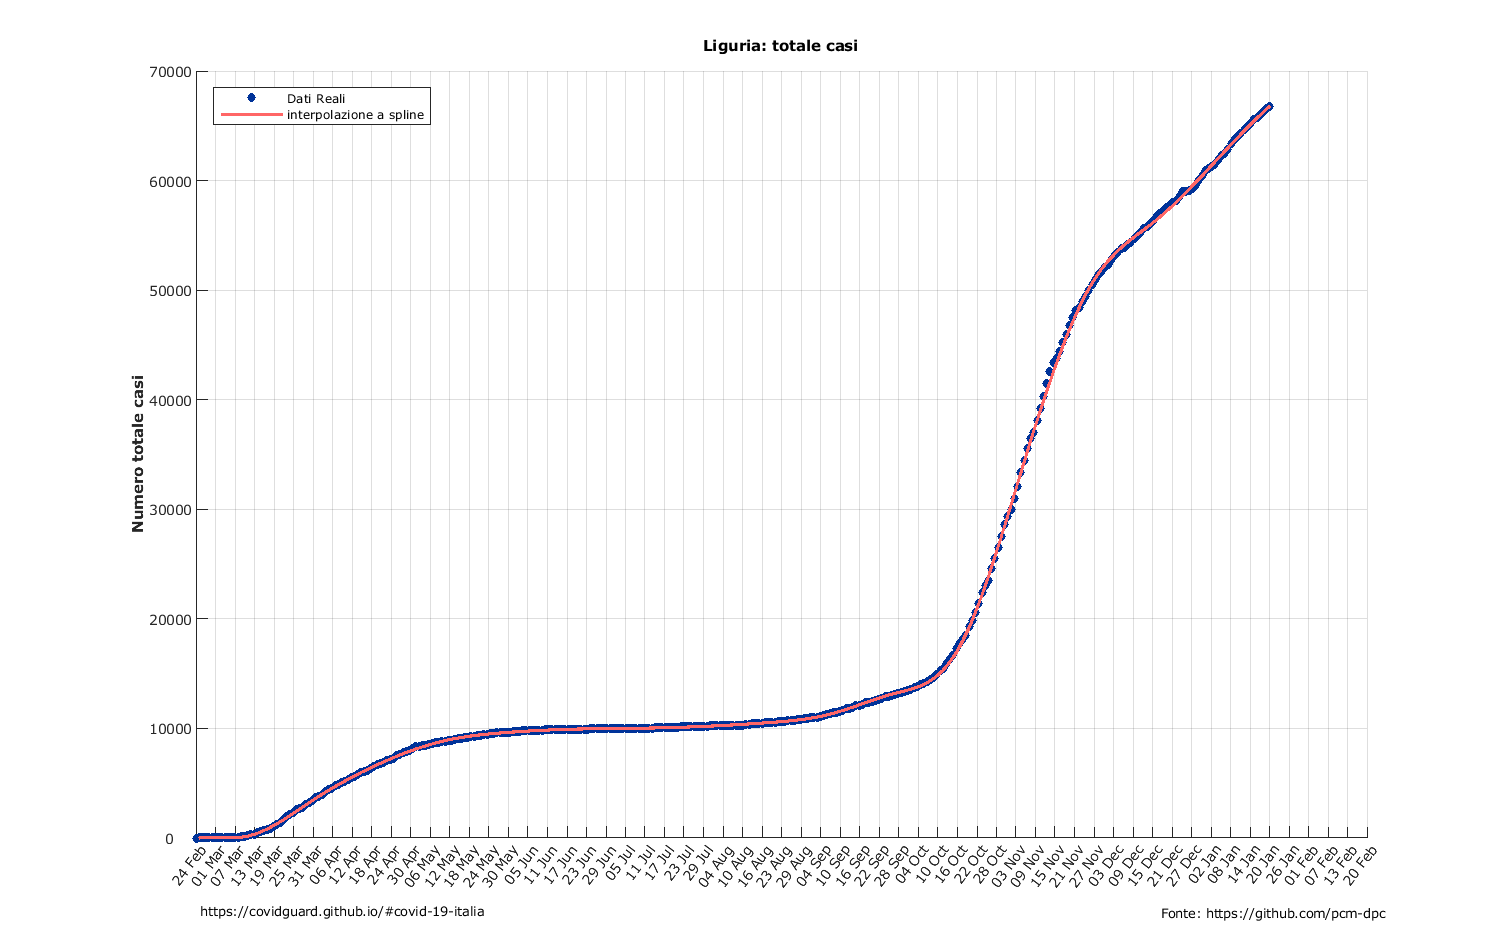 Liguria: totale casi
Dati Reali
interpolazione a spline
Numero totale casi
70000
60000
50000
40000
30000
20000
10000
0
24 Feb
01 Mar
07 Mar
13 Mar
19 Mar
25 Mar
31 Mar
06 Apr
12 Apr
18 Apr
24 Apr
30 Apr
06 May
12 May
18 May
24 May
30 May
05 Jun
11 Jun
17 Jun
23 Jun
29 Jun
05 Jul
11 Jul
17 Jul
23 Jul
29 Jul
04 Aug
10 Aug
16 Aug
23 Aug
29 Aug
04 Sep
10 Sep
16 Sep
22 Sep
28 Sep
04 Oct
10 Oct
16 Oct
22 Oct
28 Oct
03 Nov
09 Nov
15 Nov
21 Nov
27 Nov
03 Dec
09 Dec
15 Dec
21 Dec
27 Dec
02 Jan
08 Jan
14 Jan
20 Jan
26 Jan
01 Feb
07 Feb
13 Feb
20 Feb
https://covidguard.github.io/#covid-19-italia
Fonte: https://github.com/pcm-dpc